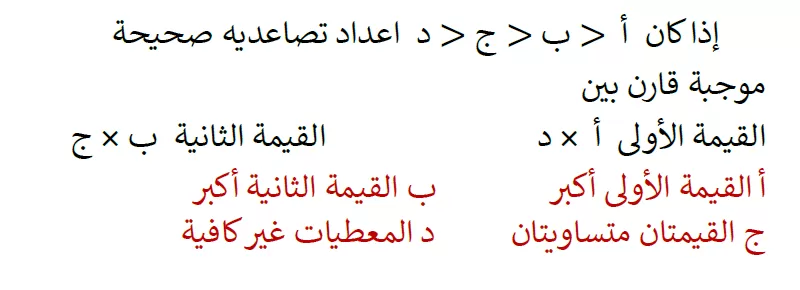 إذا كان أ < ب < ج < د اعداد تصاعديه صحيحة
موجبة قارن بين
القيمة الأولى أ × د القيمة الثانية ب × ج
أ القيمة الأولى أكبر ب القيمة الثانية أكبر
ج القيمتان متساويتان د المعطيات غير كافية